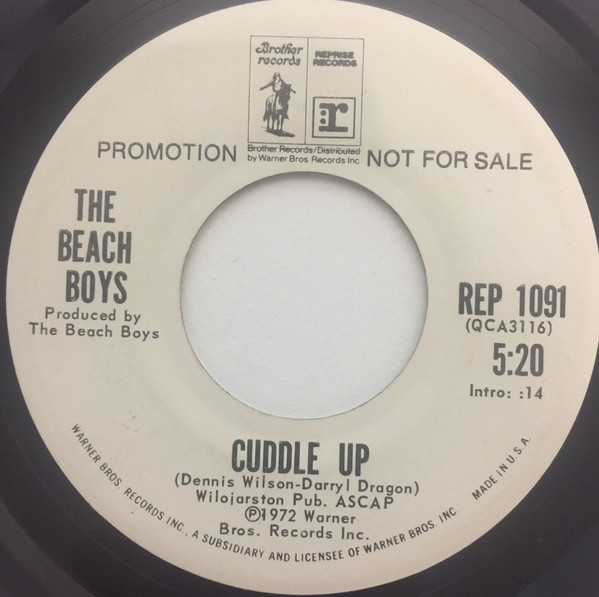 Brother
records
REPRISE
RECORDS
r
Brother Records/Distributed
by Warner Bros. Records Inc.
PROMOTION
NOT FOR SALE
THE
BEACH
BOYS
Produced by
The Beach Boys
REP 1091
(QCA3116)
5:20
Intro: :14
CUDDLE UP
(Dennis Wilson-Darryl Dragon)
Wilojarston Pub. ASCAP
Ⓟ1972 Warner
Bros. Records Inc.
WARNER BROS. RECORDS INC., A SUBSIDIARY AND LICENSEE OF WARNER BROS. INC. MADE IN U.S.A.